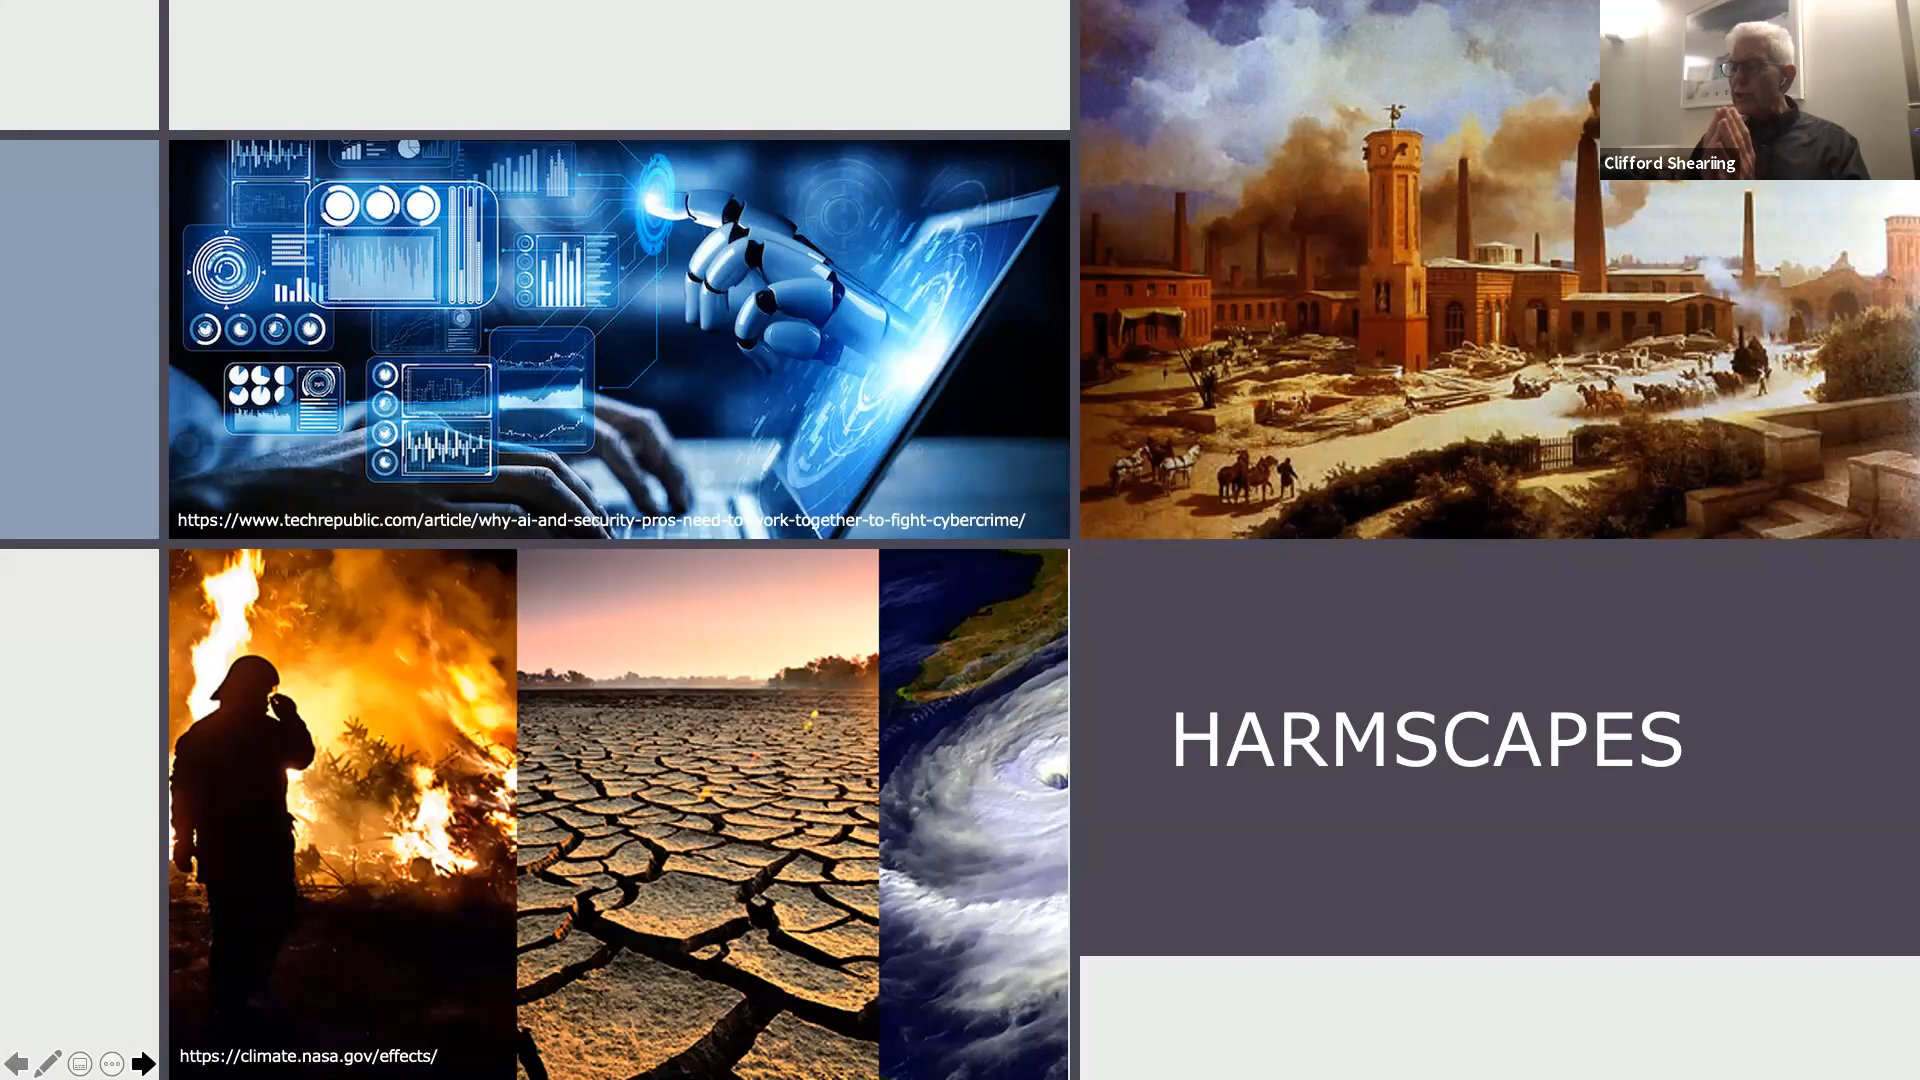 Clifford Sheariing
https://www.techrepublic.com/article/why-ai-and-security-pros-need-to-work-together-to-fight-cybercrime/
HARMSCAPES
https://climate.nasa.gov/effects/